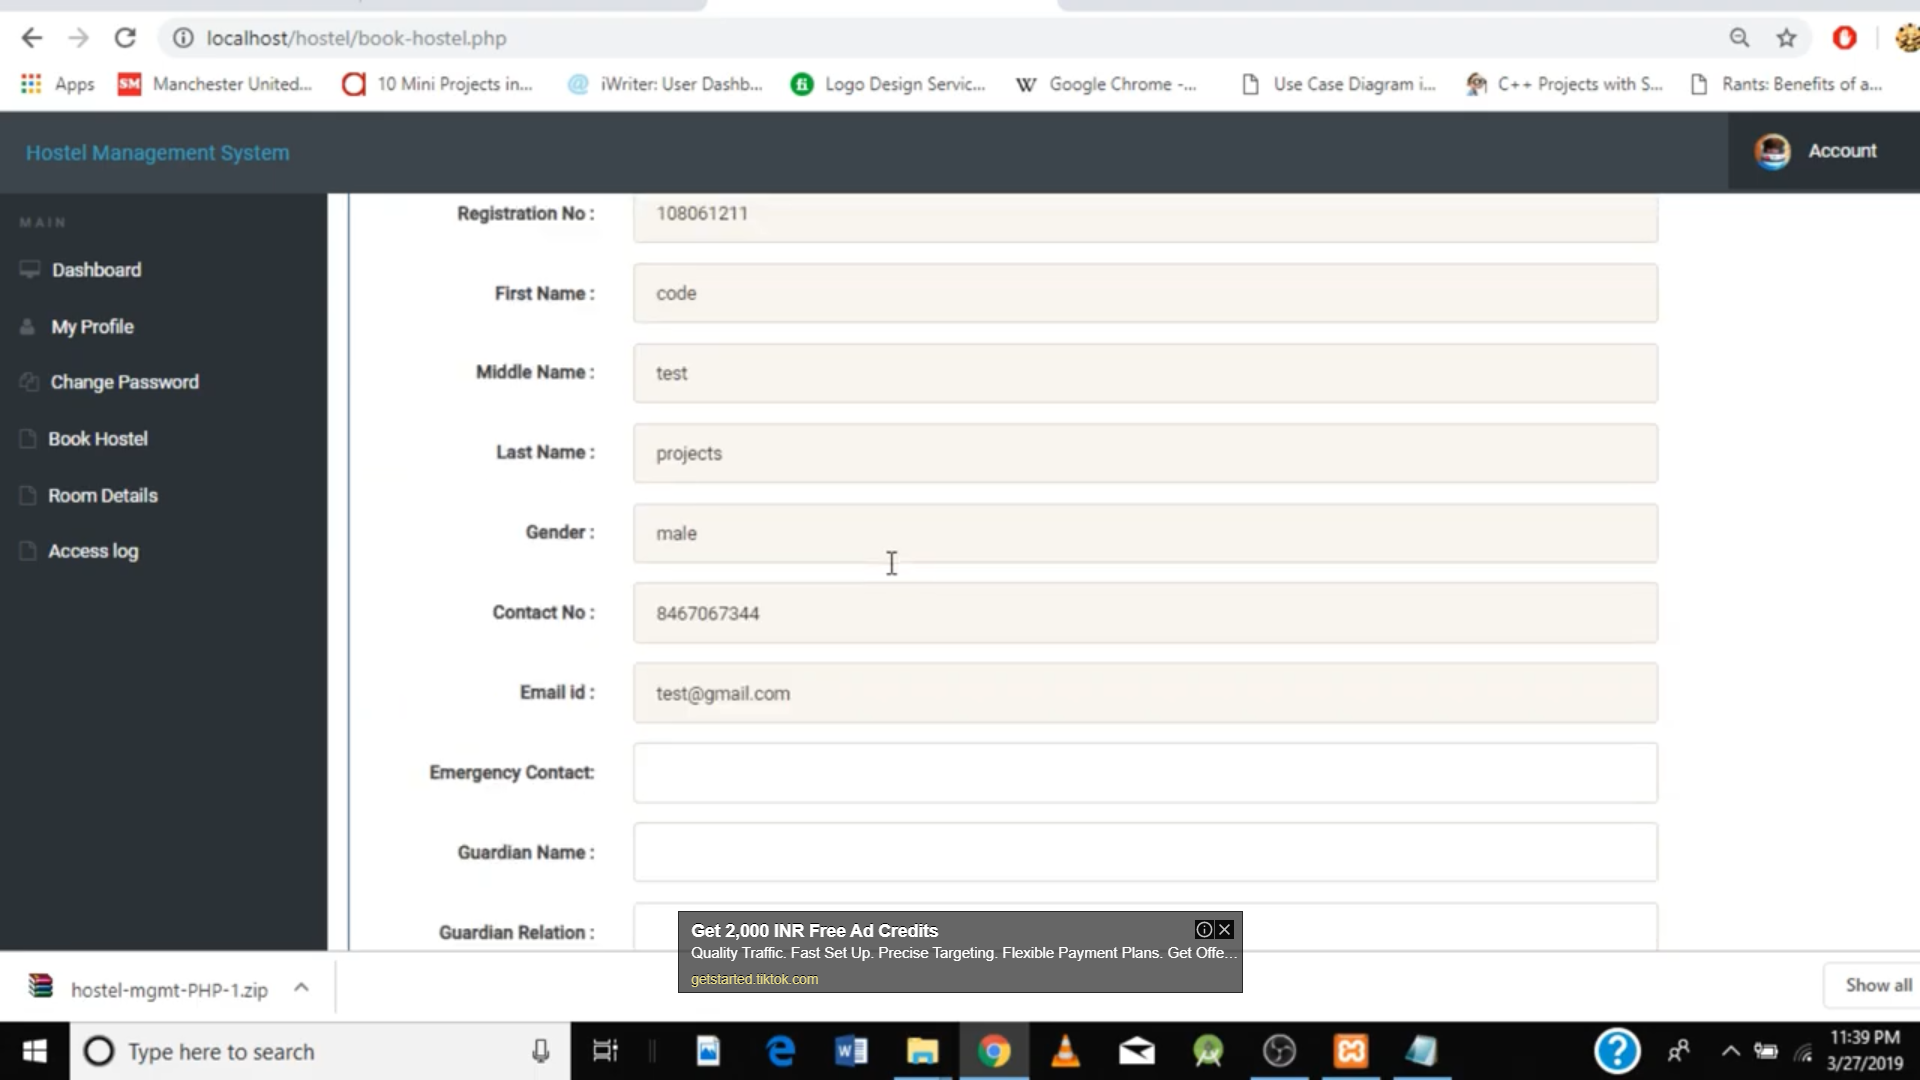 localhost/hostel/book-hostel.php
Apps
SM Manchester United...
10 Mini Projects in...
@ iWriter: User Dashb...
fi Logo Design Servic...
W Google Chrome -...
Use Case Diagram i...
C++ Projects with S...
Rants: Benefits of a...
Hostel Management System
Account
MAIN
Dashboard
My Profile
Change Password
Book Hostel
Room Details
Access log
Registration No : 108061211
First Name : code
Middle Name : test
Last Name : projects
Gender : male
Contact No : 8467067344
Email id : test@gmail.com
Emergency Contact:
Guardian Name :
Guardian Relation :
Get 2,000 INR Free Ad Credits
Quality Traffic. Fast Set Up. Precise Targeting. Flexible Payment Plans. Get Offe...
getstarted.tiktok.com
hostel-mgmt-PHP-1.zip
Show all
Type here to search
11:39 PM
3/27/2019